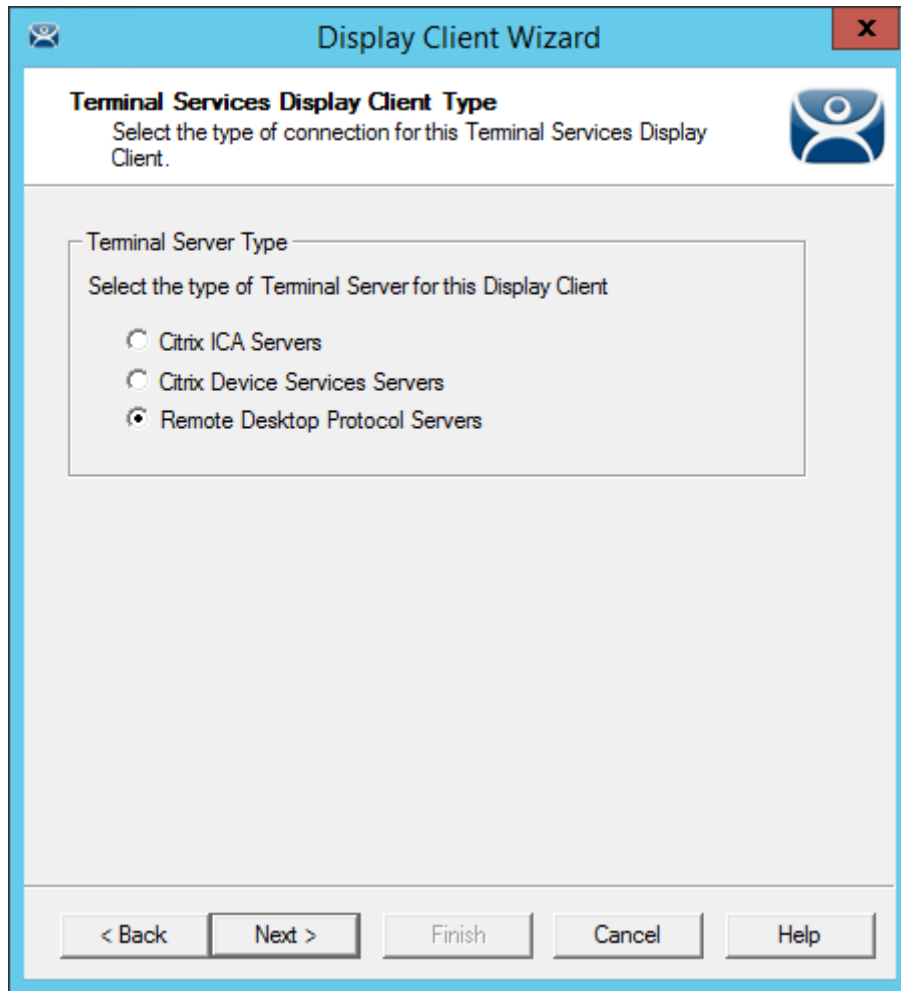 Display Client Wizard
x
Terminal Services Display Client Type
Select the type of connection for this Terminal Services Display
Client.
Terminal Server Type
Select the type of Terminal Server for this Display Client
Citrix ICA Servers
Citrix Device Services Servers
Remote Desktop Protocol Servers
< Back Next > Finish Cancel Help